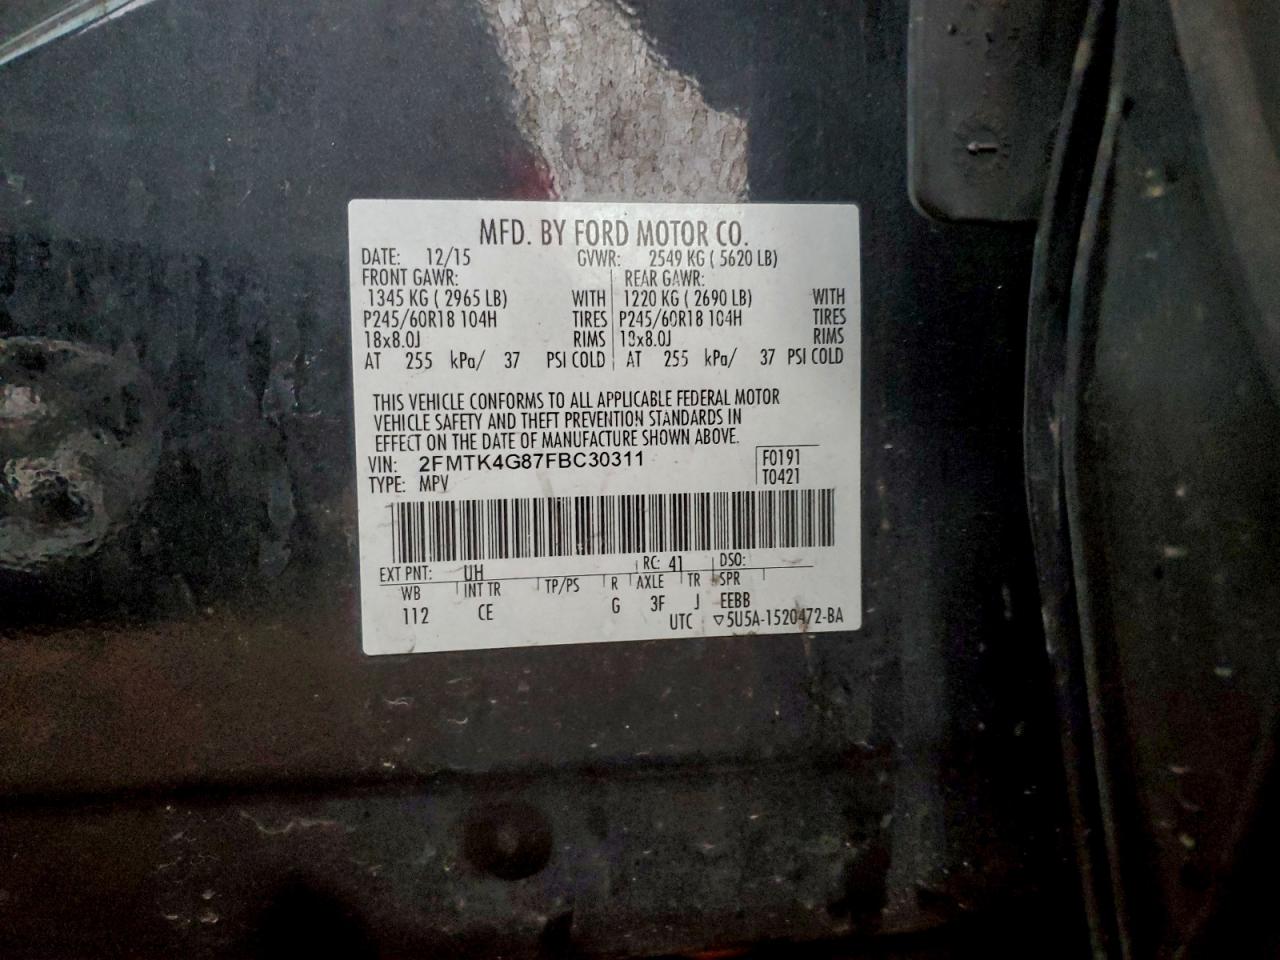 MFD. BY FORD MOTOR CO.
DATE: 12/15 GVWR: 2549 KG ( 5620 LB)
FRONT GAWR: REAR GAWR:
1345 KG ( 2965 LB) WITH 1220 KG ( 2690 LB) WITH
P245/60R18 104H TIRES P245/60R18 104H TIRES
18x8.0J RIMS 18x8.0J RIMS
AT 255 kPa/ 37 PSI COLD AT 255 kPa/ 37 PSI COLD
THIS VEHICLE CONFORMS TO ALL APPLICABLE FEDERAL MOTOR
VEHICLE SAFETY AND THEFT PREVENTION STANDARDS IN
EFFECT ON THE DATE OF MANUFACTURE SHOWN ABOVE.
VIN: 2FMTK4G87FBC30311 F0191
TYPE: MPV T0421
EXT PNT: UH RC: 41 DSO:
WB INT TR TP/PS R AXLE TR SPR
112 CE G 3F J EEBB
UTC ▽5U5A-1520472-BA